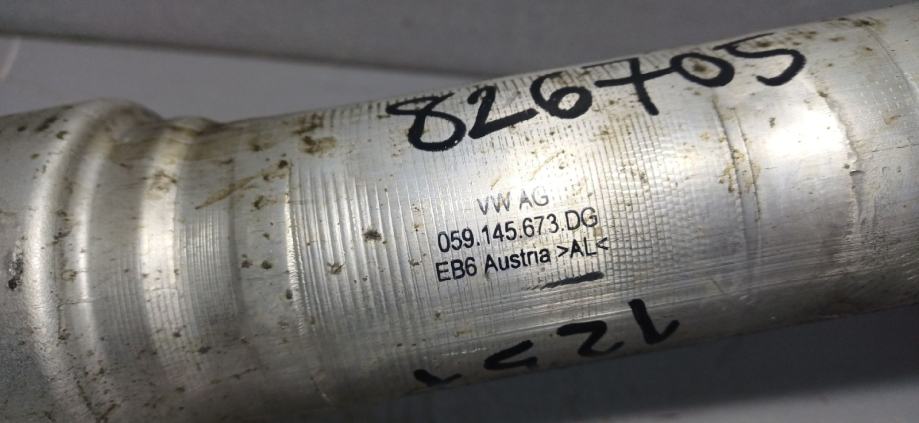 826705
VW AG
059.145.673.DG
EB6 Austria >AL<